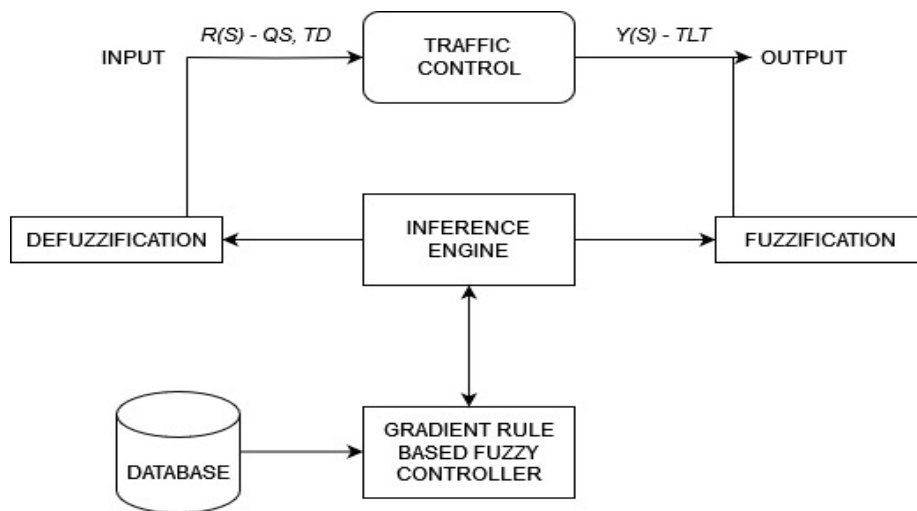 INPUT
R(S) - QS, TD
TRAFFIC
CONTROL
Y(S) - TLT
OUTPUT
DEFUZZIFICATION
INFERENCE
ENGINE
FUZZIFICATION
DATABASE
GRADIENT RULE
BASED FUZZY
CONTROLLER